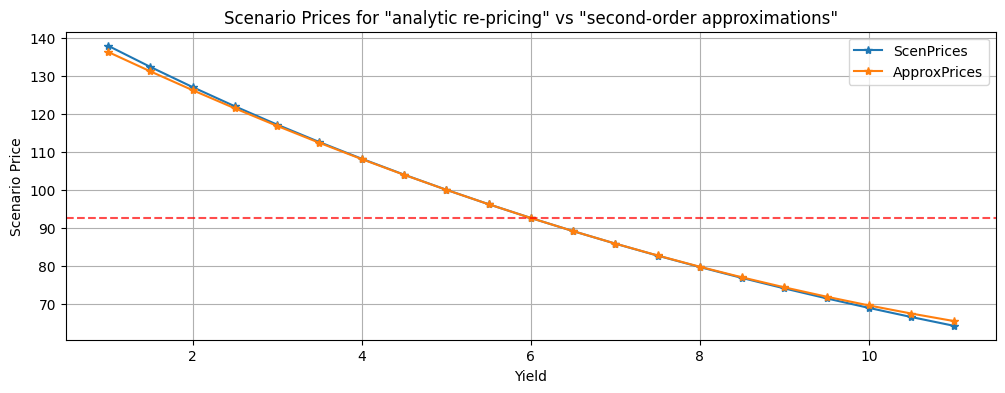 Scenario Prices for "analytic re-pricing" vs "second-order approximations"
140
130
120
110
100
90
80
70
Scenario Price
ScenPrices
ApproxPrices
2
4
6
8
10
Yield